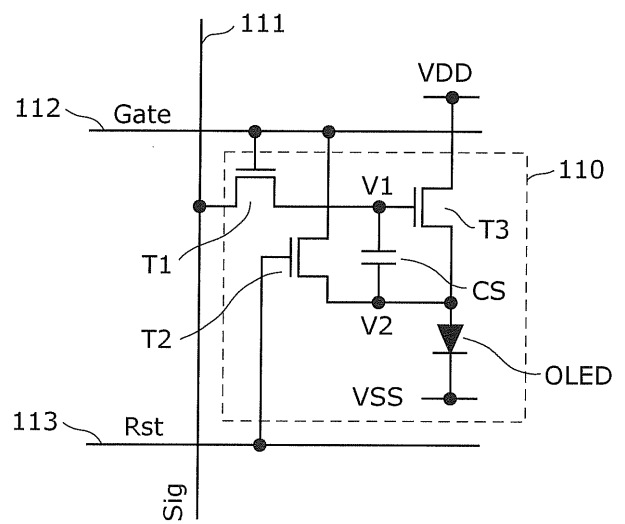 111
VDD
112
Gate
110
V1
T3
T1
CS
T2
V2
OLED
VSS
113
Rst
Sig